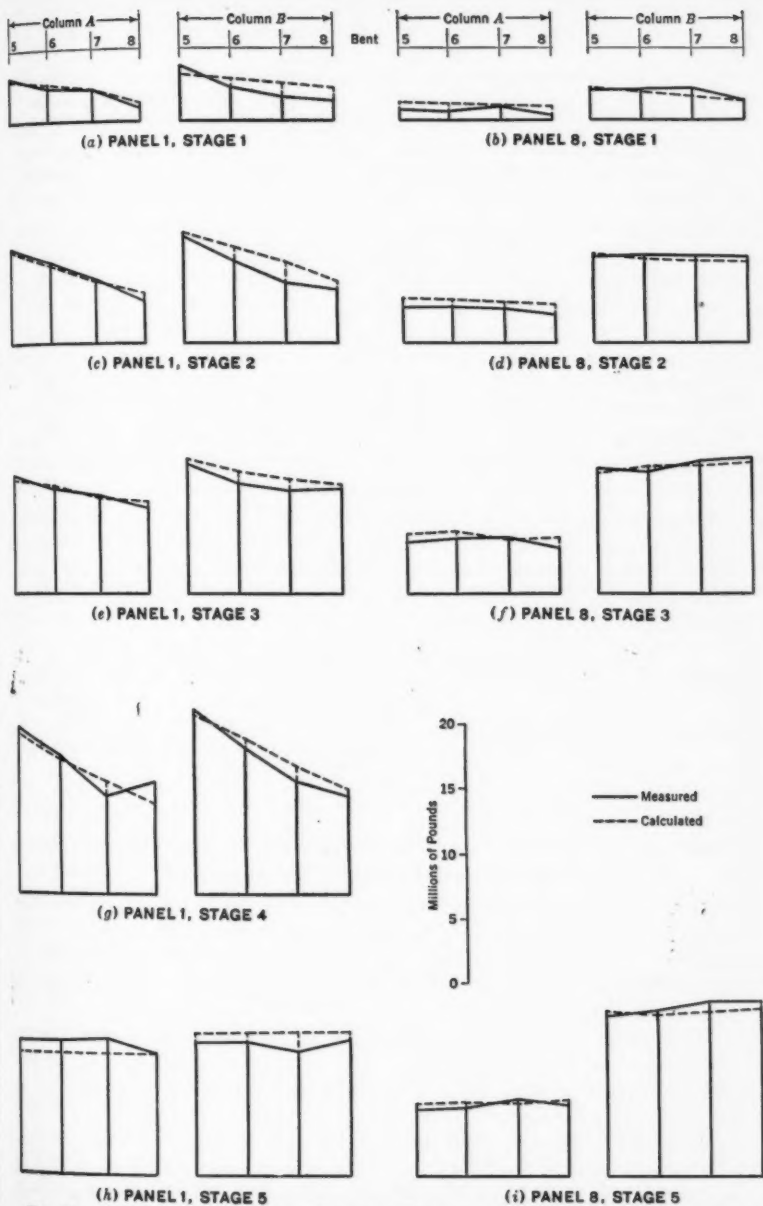 Column A
Column B
Column A
Column B
5 6 7 8
5 6 7 8
Bent
5 6 7 8
5 6 7 8
(a) PANEL 1, STAGE 1
(b) PANEL 8, STAGE 1
(c) PANEL 1, STAGE 2
(d) PANEL 8, STAGE 2
(e) PANEL 1, STAGE 3
(f) PANEL 8, STAGE 3
20
15
10
5
0
Millions of Pounds
Measured
Calculated
(g) PANEL 1, STAGE 4
(h) PANEL 1, STAGE 5
(i) PANEL 8, STAGE 5